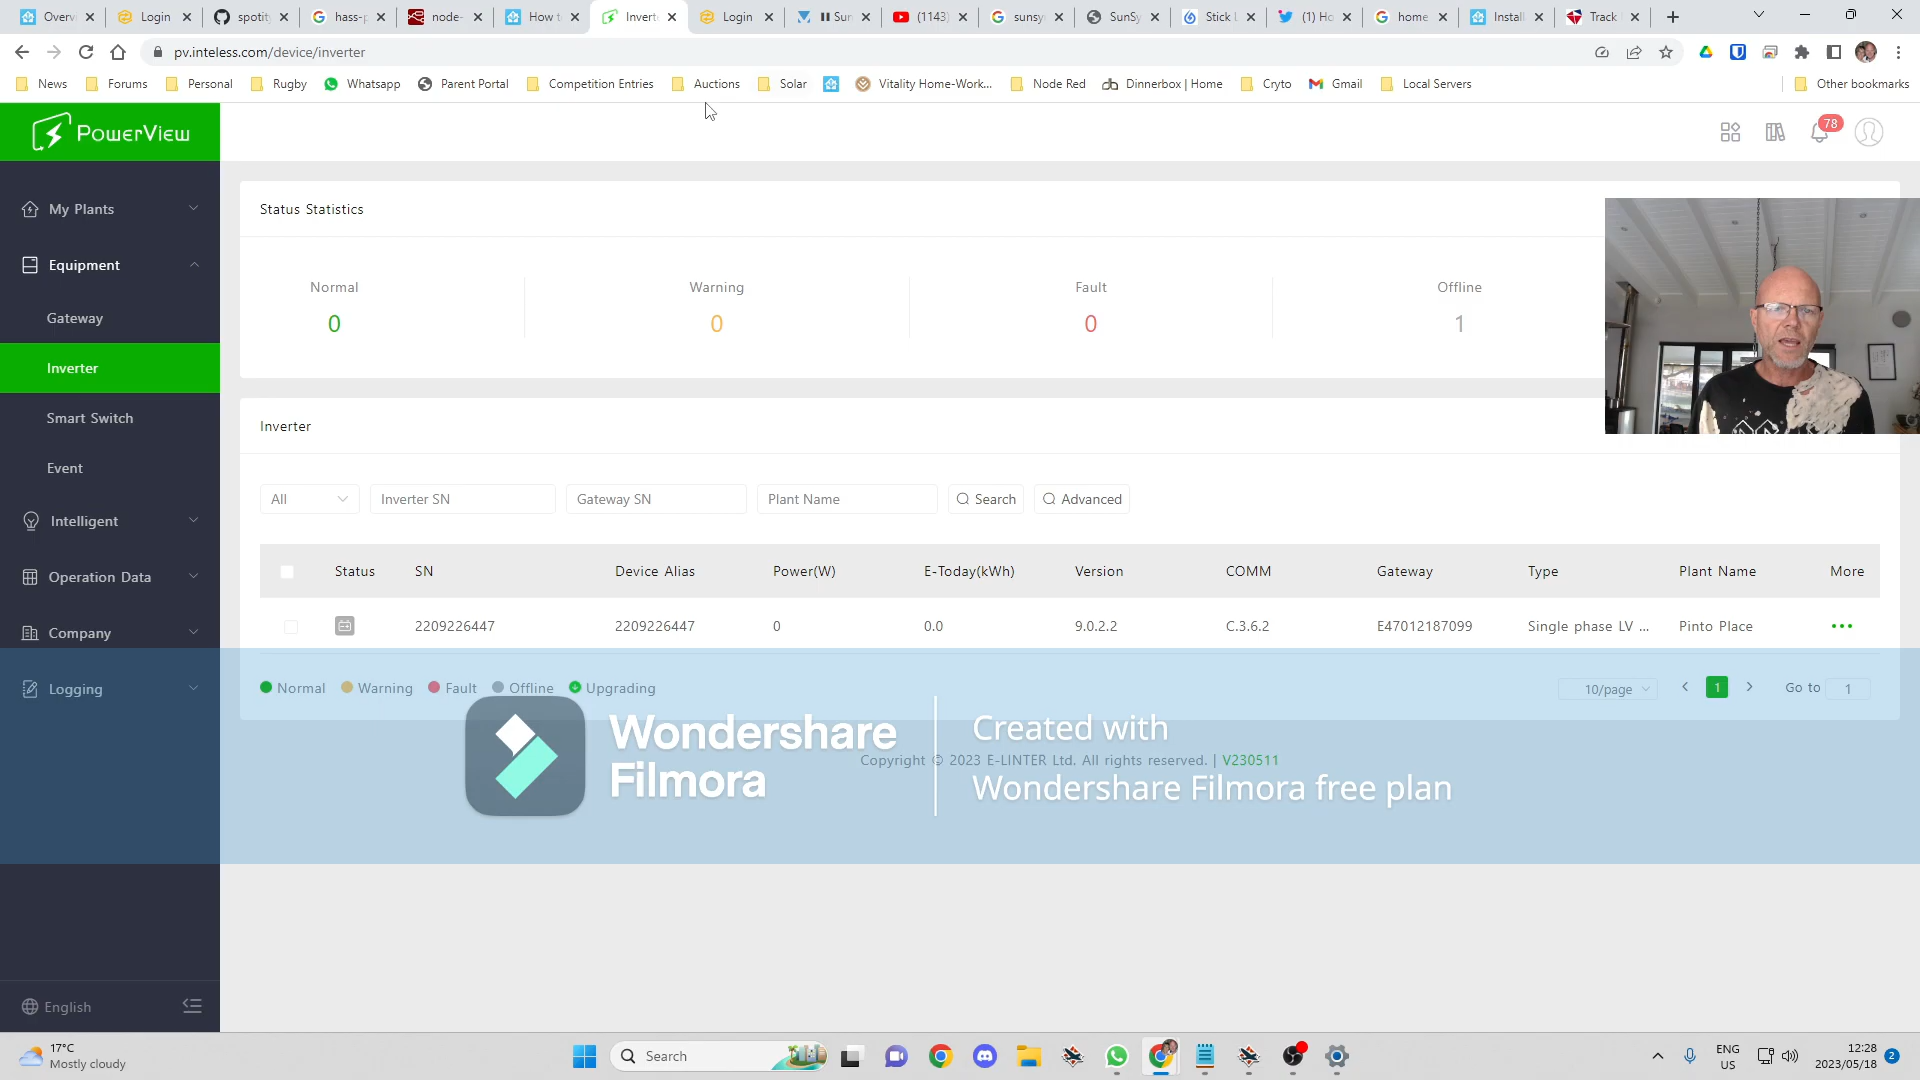 Overv
Login
spotit
hass-p
node-
How t
Invert
Login
Sun
(1143)
sunsy
SunSy
Stick L
(1) Ho
home
Install
Track
pv.inteless.com/device/inverter
News
Forums
Personal
Rugby
Whatsapp
Parent Portal
Competition Entries
Auctions
Solar
Vitality Home-Work...
Node Red
Dinnerbox | Home
Cryto
Gmail
Local Servers
Other bookmarks
PowerView
78
My Plants
Equipment
Gateway
Inverter
Smart Switch
Event
Intelligent
Operation Data
Company
Logging
English
Status Statistics
Normal
Warning
Fault
Offline
0
0
0
1
Inverter
All
Inverter SN
Gateway SN
Plant Name
Search
Advanced
Status SN Device Alias Power(W) E-Today(kWh) Version COMM Gateway Type Plant Name More
2209226447 2209226447 0 0.0 9.0.2.2 C.3.6.2 E47012187099 Single phase LV ... Pinto Place
Normal Warning Fault Offline Upgrading
10/page
1
Go to
1
Wondershare
Filmora
Created with
Wondershare Filmora free plan
Copyright © 2023 E-LINTER Ltd. All rights reserved. | V230511
17°C
Mostly cloudy
Search
ENG
US
12:28
2023/05/18
2